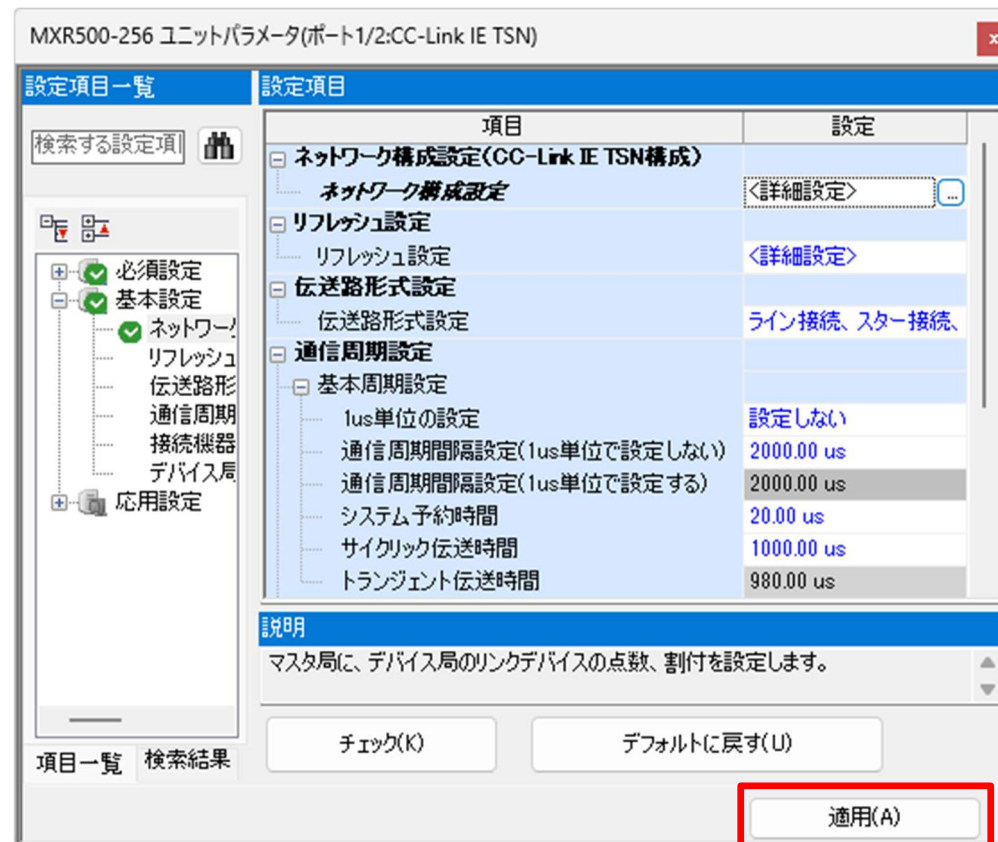 MXR500-256 ユニットパラメータ(ポート1/2:CC-Link IE TSN)
設定項目一覧
検索する設定項
必須設定
基本設定
ネットワー
リフレッシュ
伝送路形
通信周期
接続機器
デバイス局
応用設定
項目一覧 検索結果
設定項目
項目 設定
ネットワーク構成設定(CC-Link IE TSN構成)
ネットワーク構成設定 <詳細設定> ...
リフレッシュ設定
リフレッシュ設定 <詳細設定>
伝送路形式設定
伝送路形式設定 ライン接続、スター接続、
通信周期設定
基本周期設定
1us単位の設定 設定しない
通信周期間隔設定(1us単位で設定しない) 2000.00 us
通信周期間隔設定(1us単位で設定する) 2000.00 us
システム予約時間 20.00 us
サイクリック伝送時間 1000.00 us
トランジェント伝送時間 980.00 us
説明
マスタ局に、デバイス局のリンクデバイスの点数、割付を設定します。
チェック(K) デフォルトに戻す(U)
適用(A)